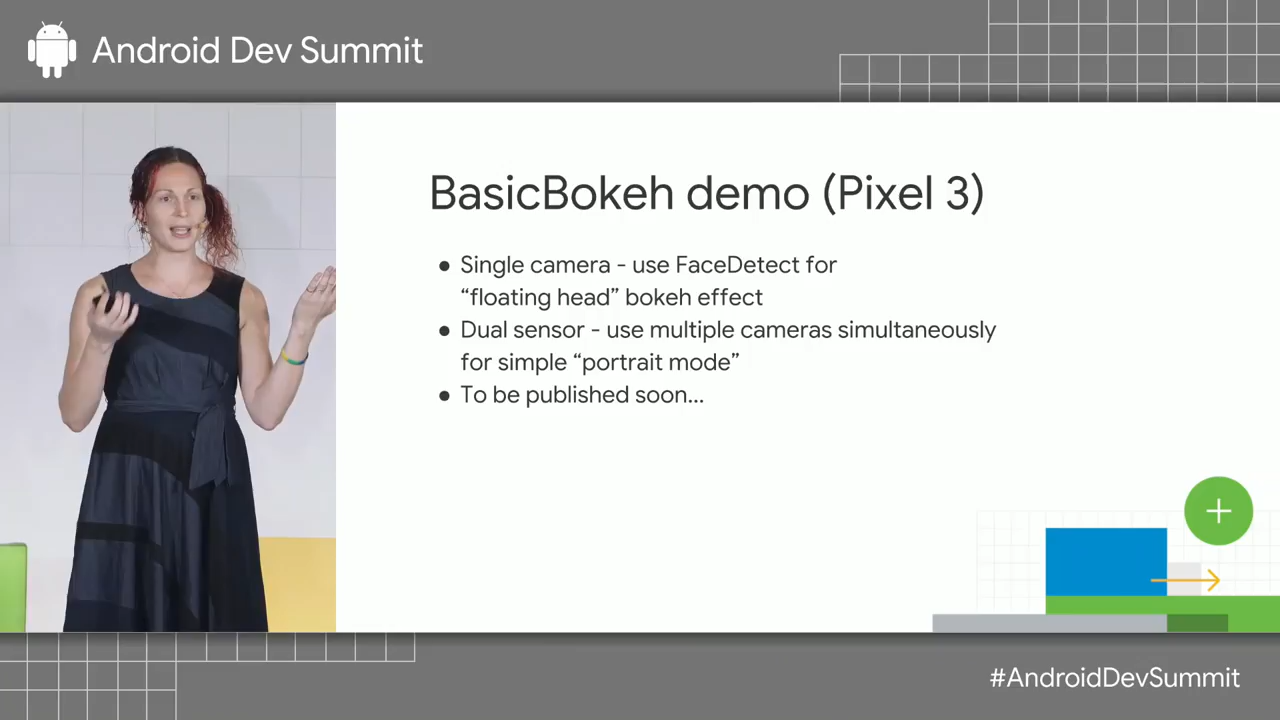 Android Dev Summit
BasicBokeh demo (Pixel 3)
● Single camera - use FaceDetect for
“floating head” bokeh effect
● Dual sensor - use multiple cameras simultaneously
for simple “portrait mode”
● To be published soon...
#AndroidDevSummit